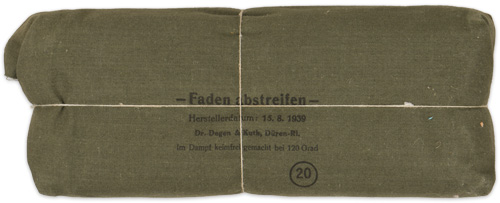 — Faden abstreifen —
Herstellerdatum: 18. 8. 1939
Dr. Degen & Kuth, Düren-Rl.
Im Dampf keimfrei gemacht bei 120 Grad
20